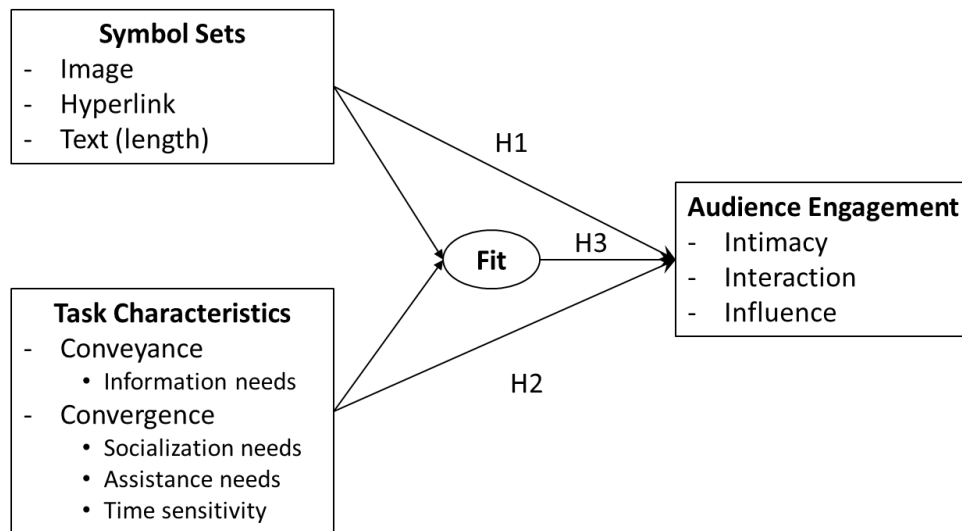 Symbol Sets
- Image
- Hyperlink
- Text (length)
H1
Audience Engagement
- Intimacy
- Interaction
- Influence
Fit
H3
Task Characteristics
- Conveyance
• Information needs
- Convergence
• Socialization needs
• Assistance needs
• Time sensitivity
H2